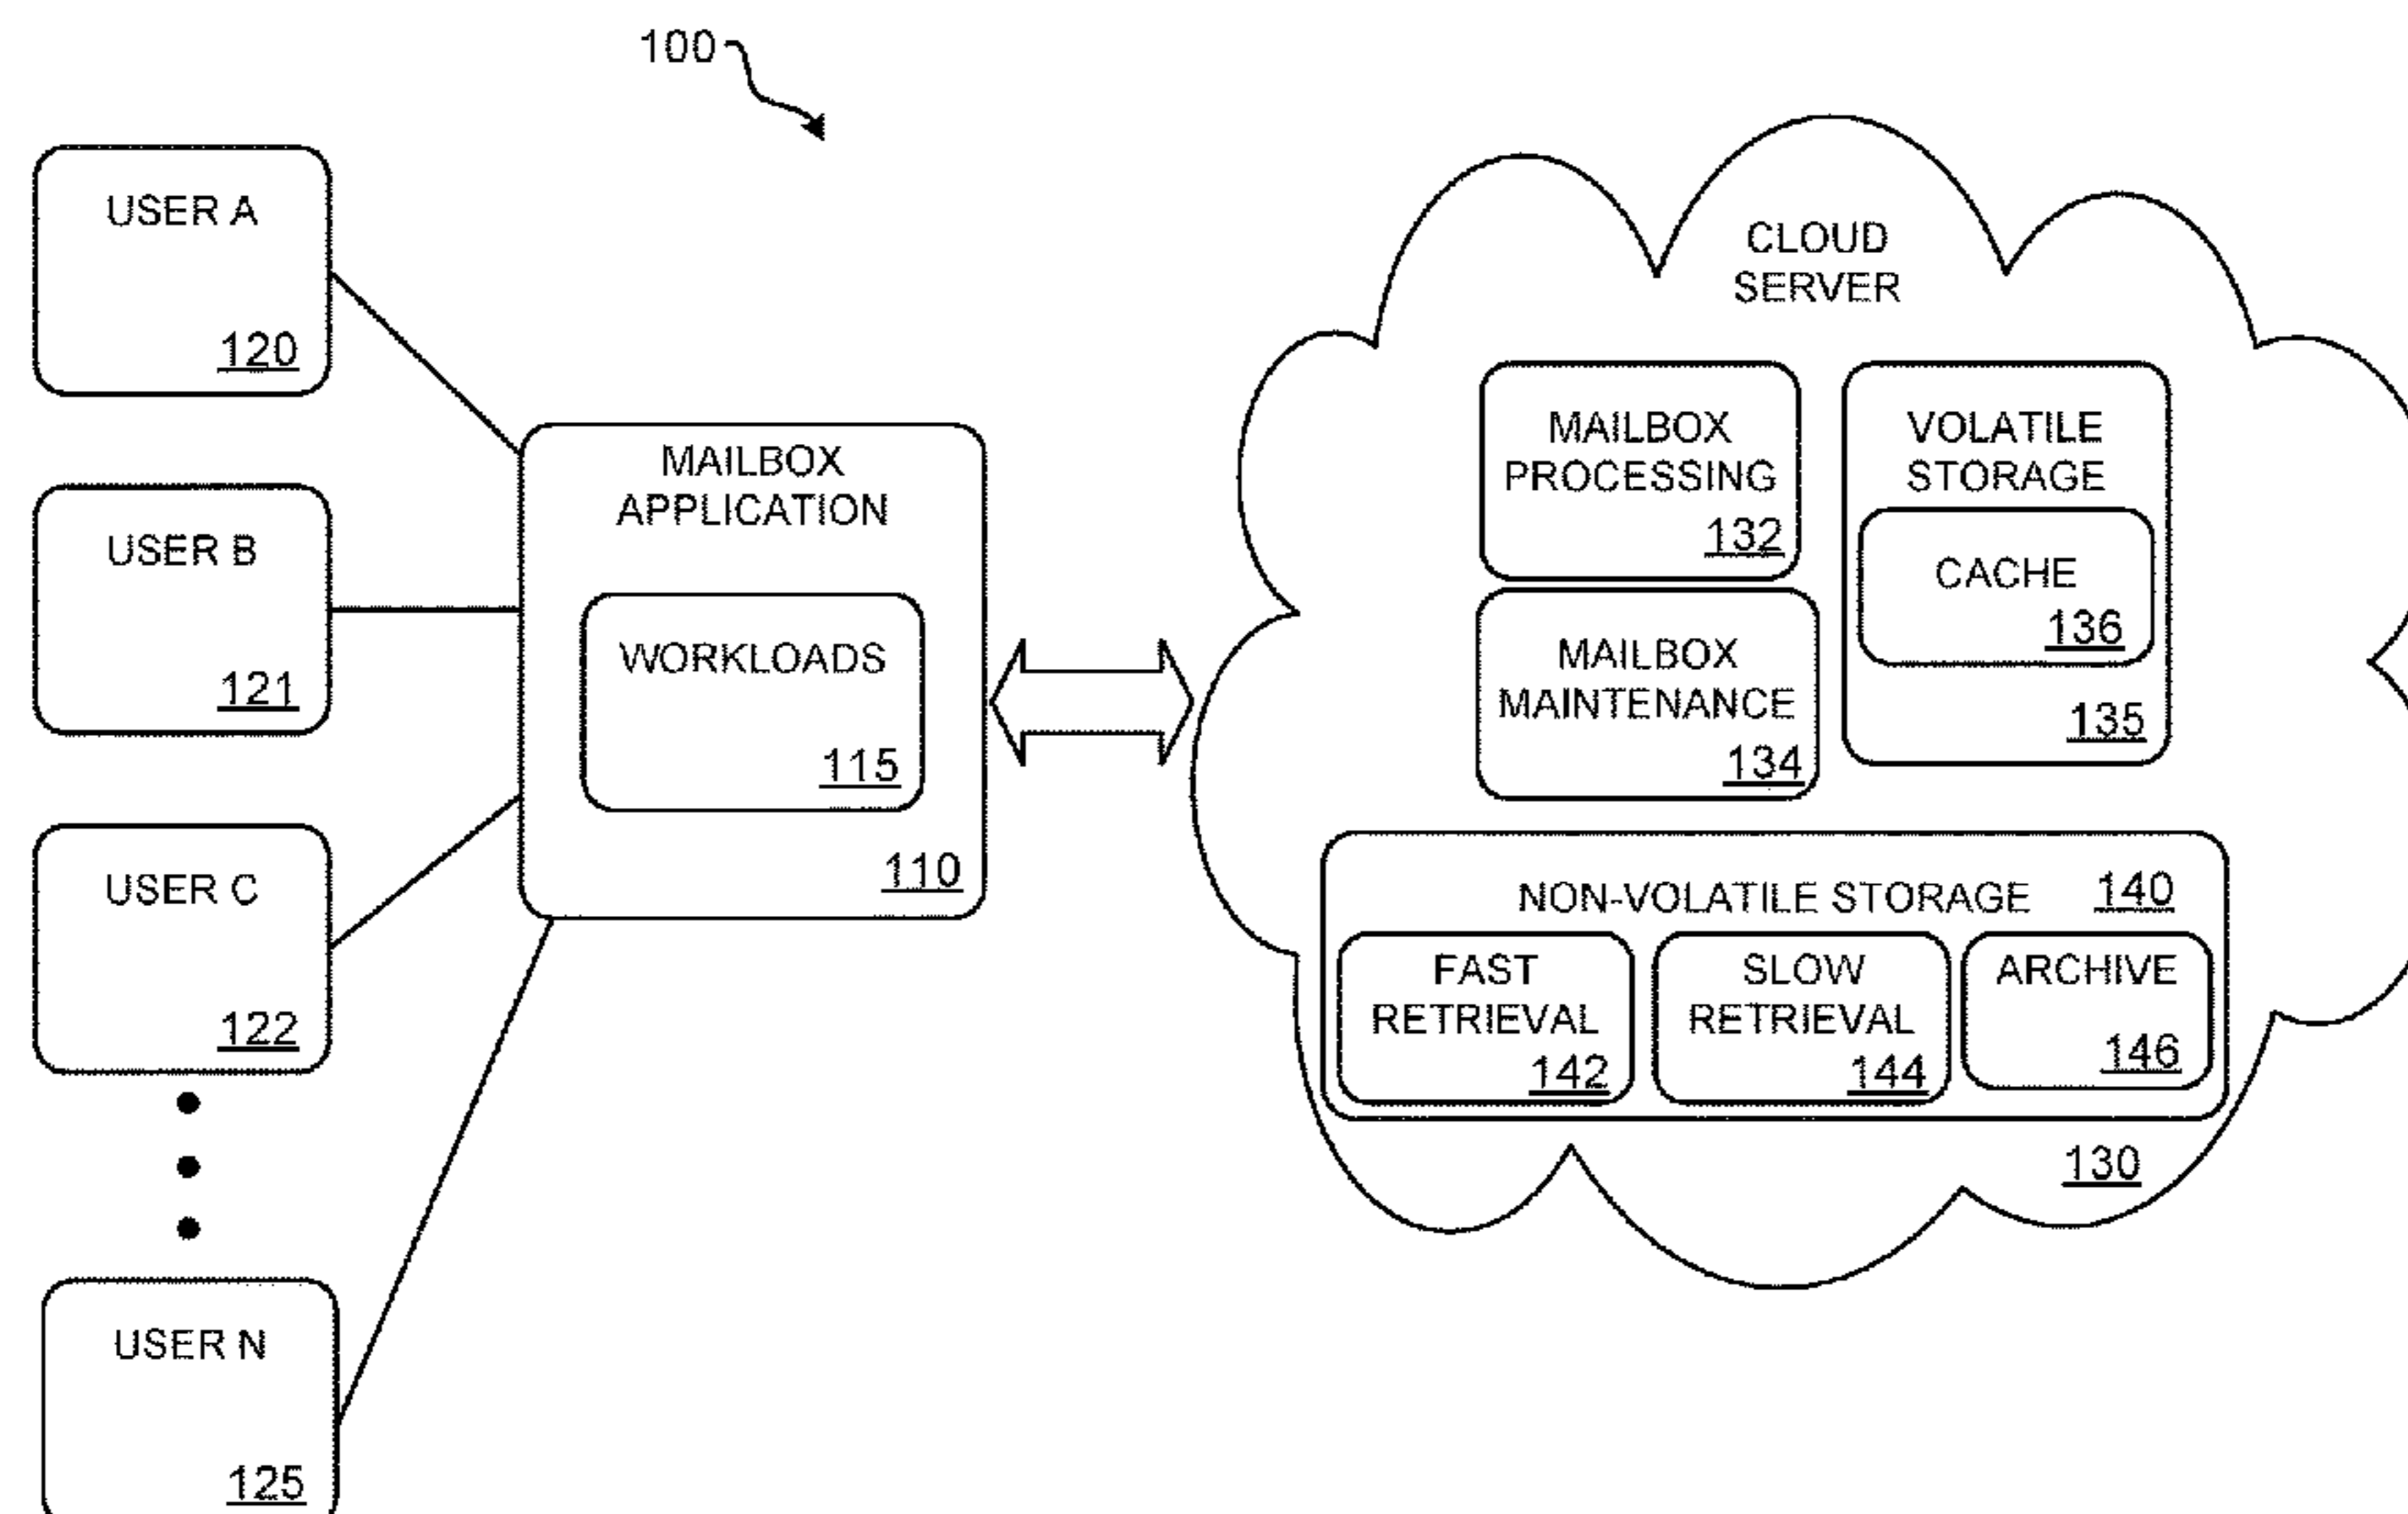 100
USER A
120
USER B
121
USER C
122
USER N
125
MAILBOX
APPLICATION
WORKLOADS
115
110
CLOUD
SERVER
MAILBOX
PROCESSING
132
MAILBOX
MAINTENANCE
134
VOLATILE
STORAGE
CACHE
136
135
NON-VOLATILE STORAGE 140
FAST
RETRIEVAL
142
SLOW
RETRIEVAL
144
ARCHIVE
146
130